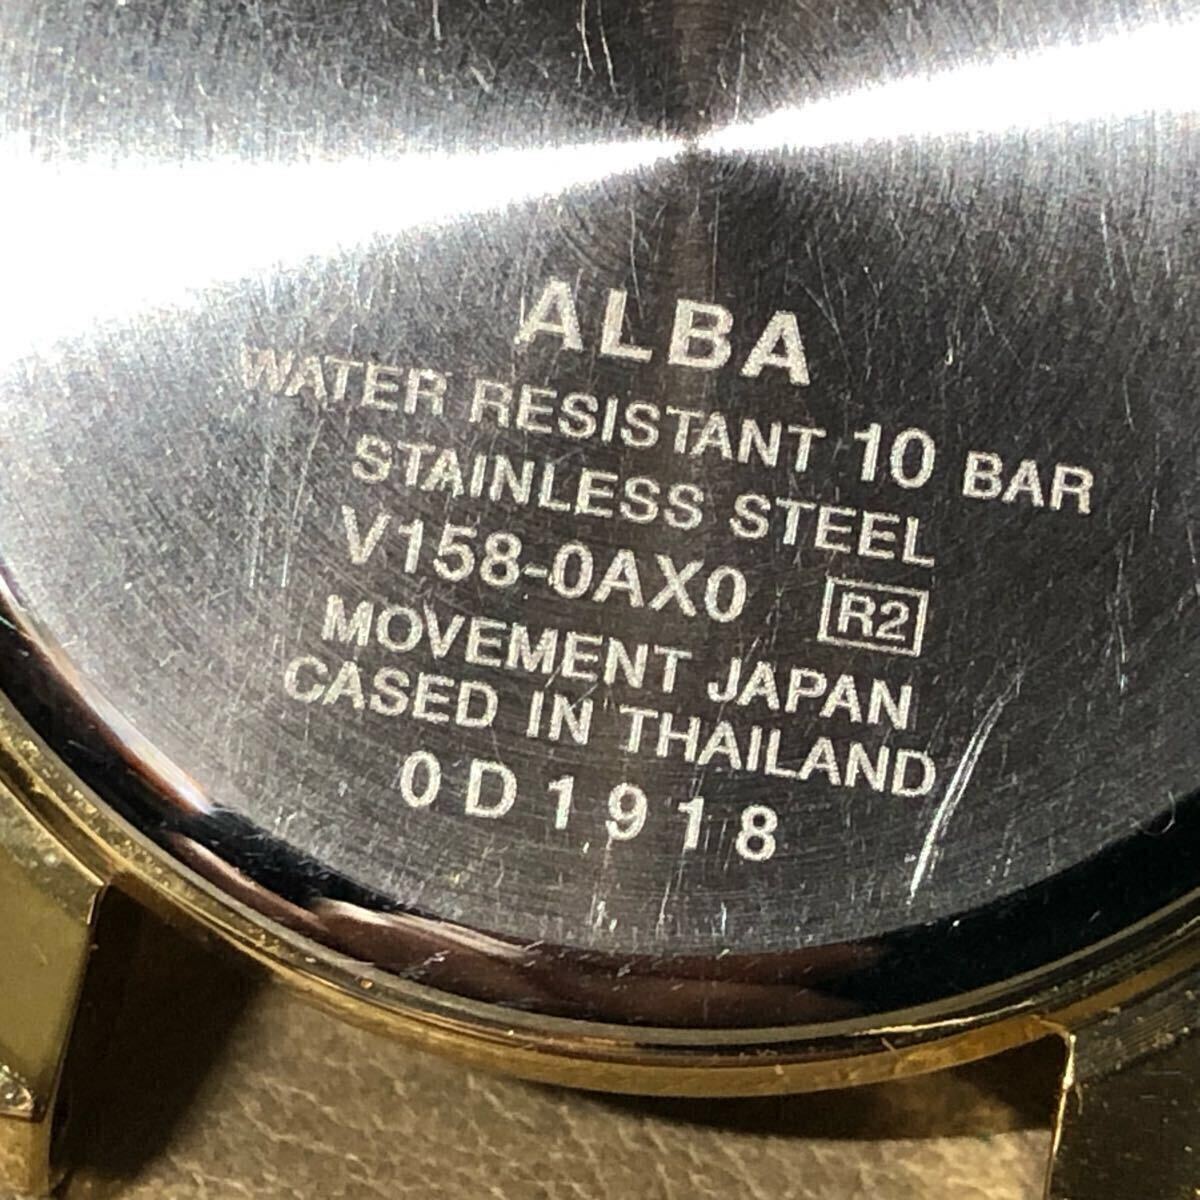 ALBA
WATER RESISTANT 10 BAR
STAINLESS STEEL
V158-0AX0 R2
MOVEMENT JAPAN
CASED IN THAILAND
0D1918